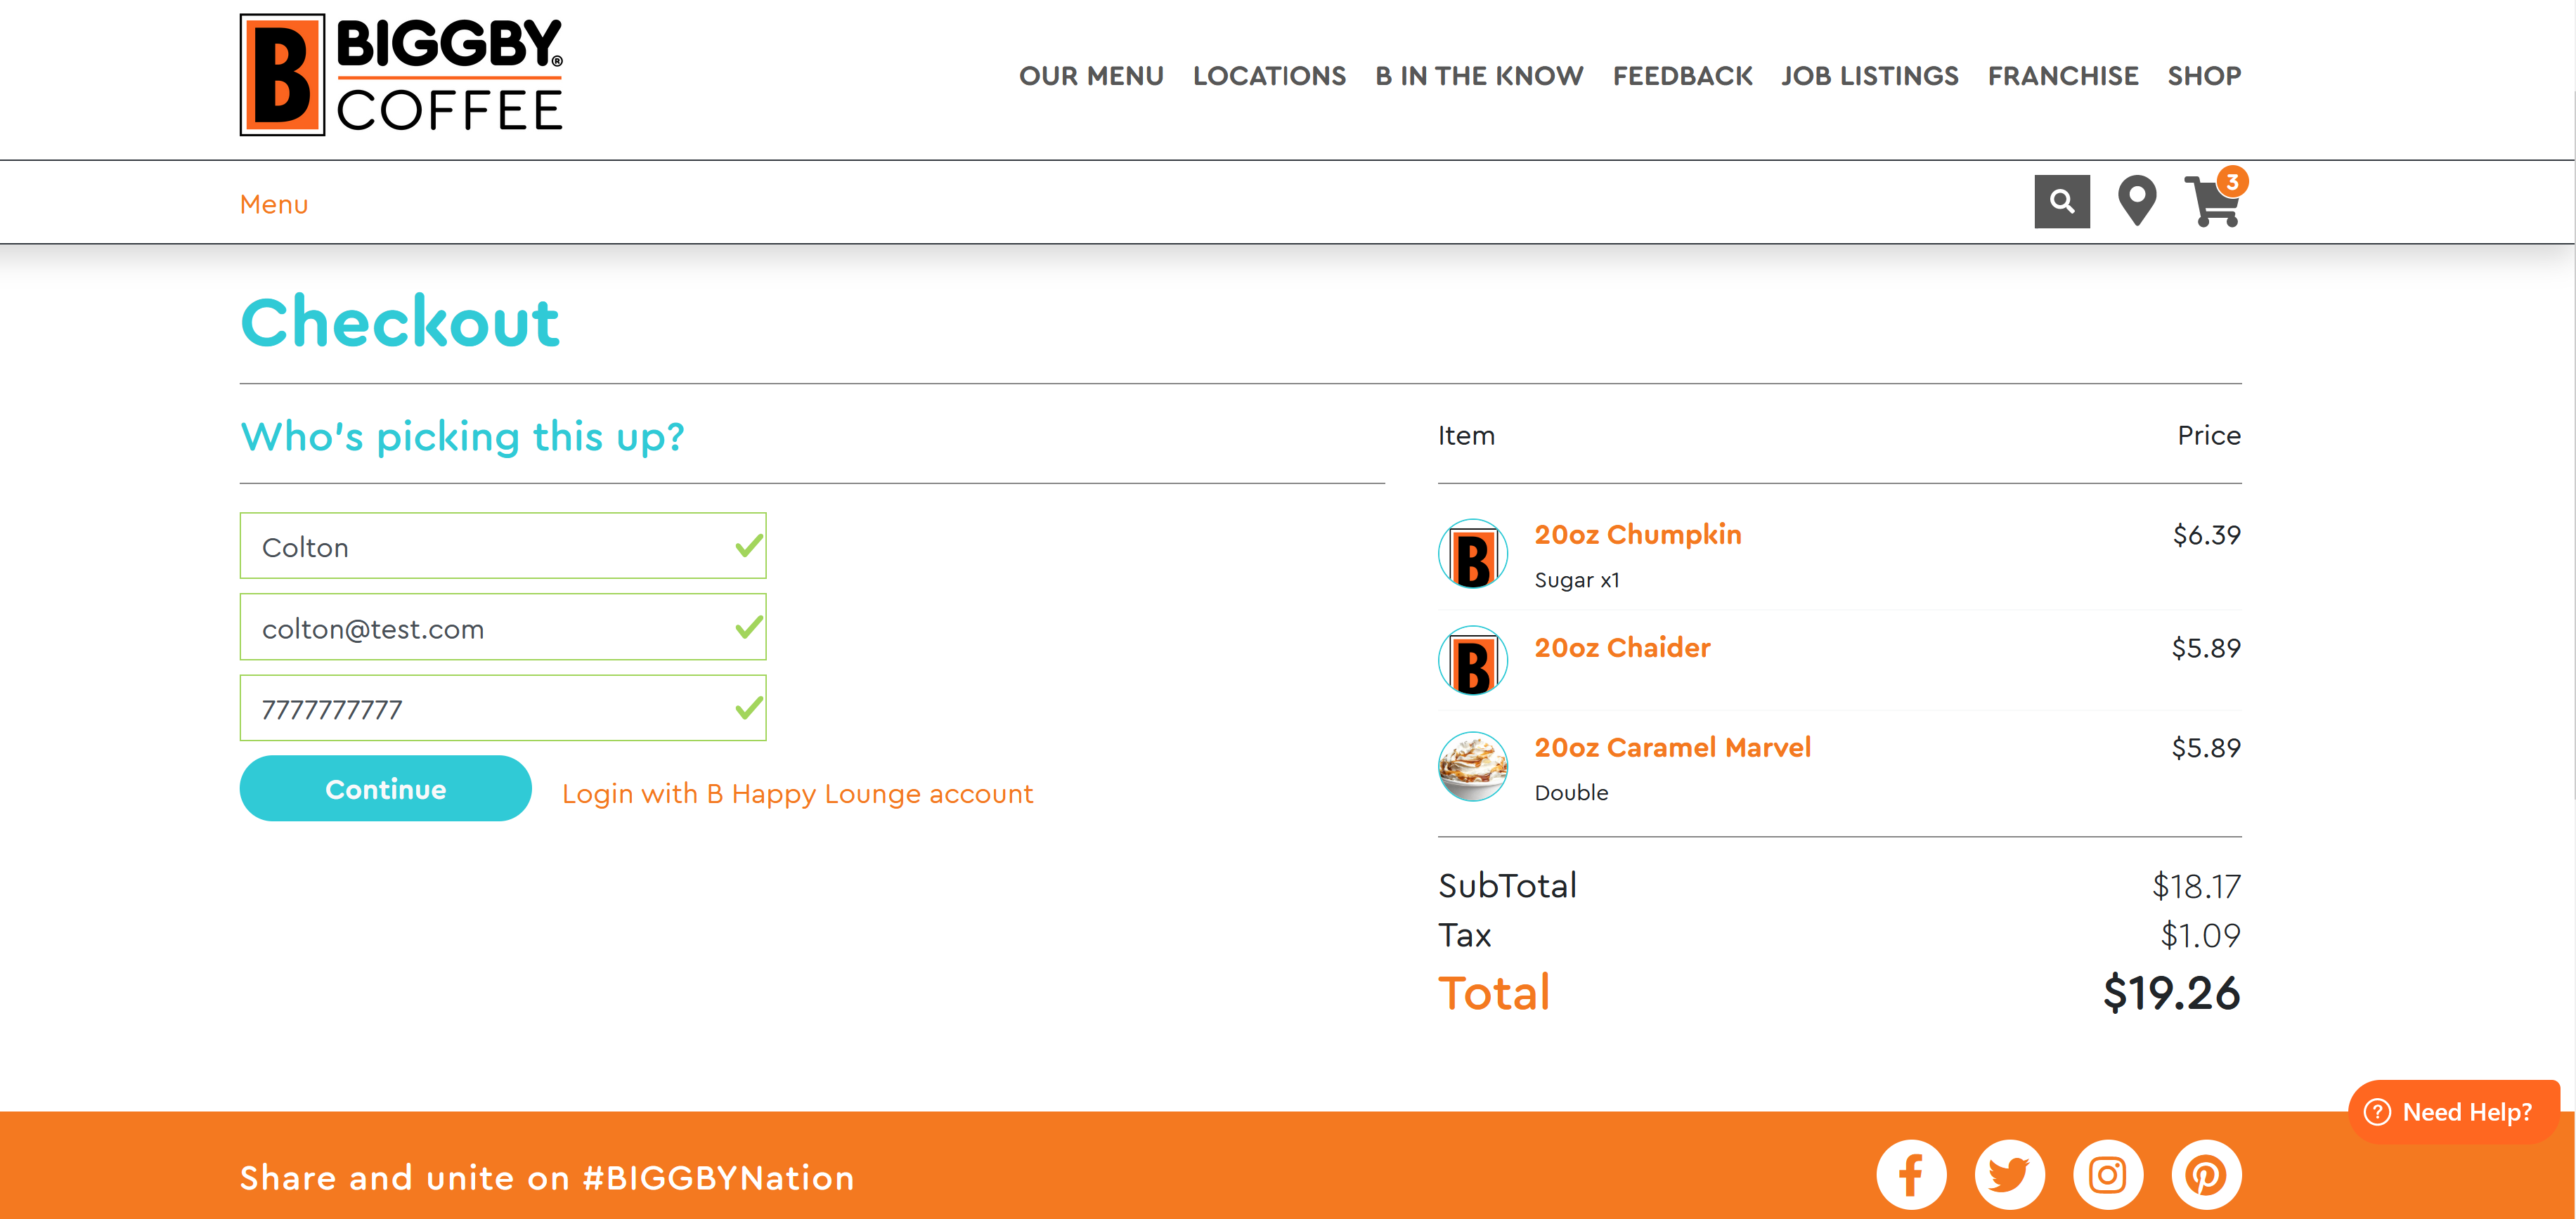 B BIGGBY®
COFFEE
OUR MENU LOCATIONS B IN THE KNOW FEEDBACK JOB LISTINGS FRANCHISE SHOP
Menu
3
Checkout
Who's picking this up?
Colton
colton@test.com
7777777777
Continue Login with B Happy Lounge account
Item Price
B 20oz Chumpkin $6.39
Sugar x1
B 20oz Chaider $5.89
20oz Caramel Marvel $5.89
Double
SubTotal $18.17
Tax $1.09
Total $19.26
? Need Help?
Share and unite on #BIGGBYNation